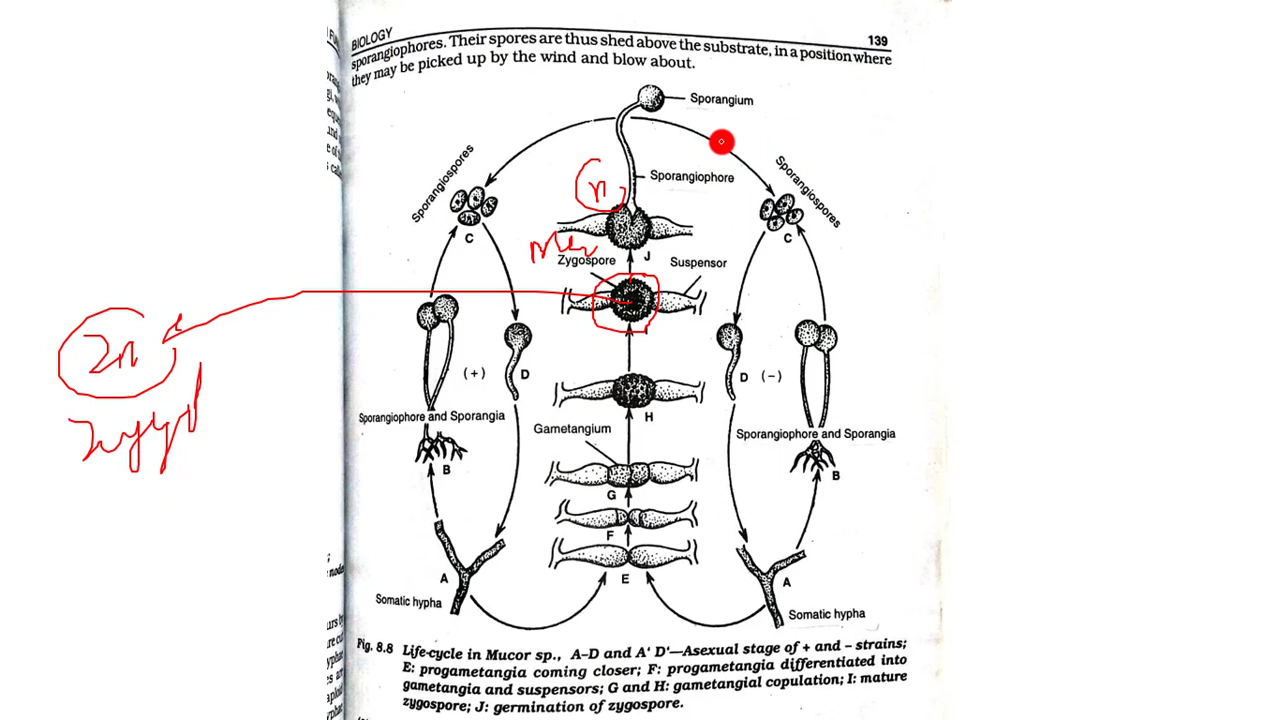 BIOLOGY
139
sporangiophores. Their spores are thus shed above the substrate, in a position where
they may be picked up by the wind and blow about.
Sporangium
Sporangiospores
Sporangiophore
Sporangiospores
n
C
C
J
Zygospore
Suspensor
I
2n
(+)
D
D
(-)
H
Sporangiophore and Sporangia
Gametangium
Sporangiophore and Sporangia
B
G
B
F
A
E
A
Somatic hypha
Somatic hypha
Fig. 8.8 Life-cycle in Mucor sp., A-D and A' D'—Asexual stage of + and – strains;
E: progametangia coming closer; F: progametangia differentiated into
gametangia and suspensors; G and H: gametangial copulation; I: mature
zygospore; J: germination of zygospore.